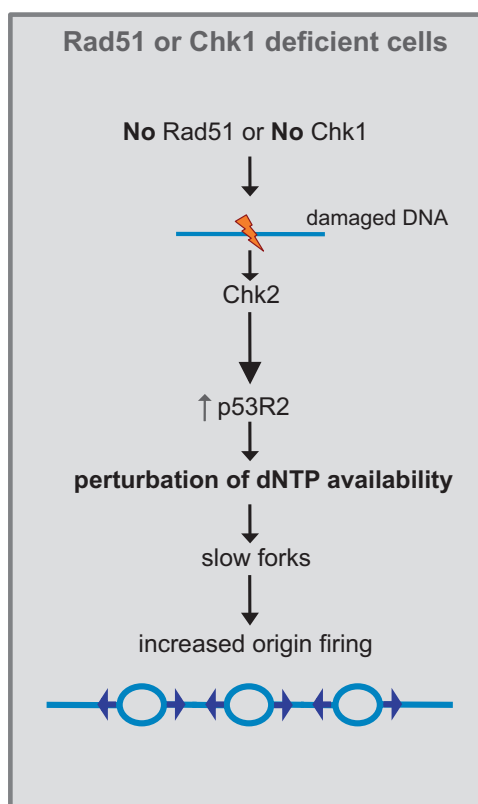 Rad51 or Chk1 deficient cells
No Rad51 or No Chk1
damaged DNA
Chk2
↑ p53R2
perturbation of dNTP availability
slow forks
increased origin firing